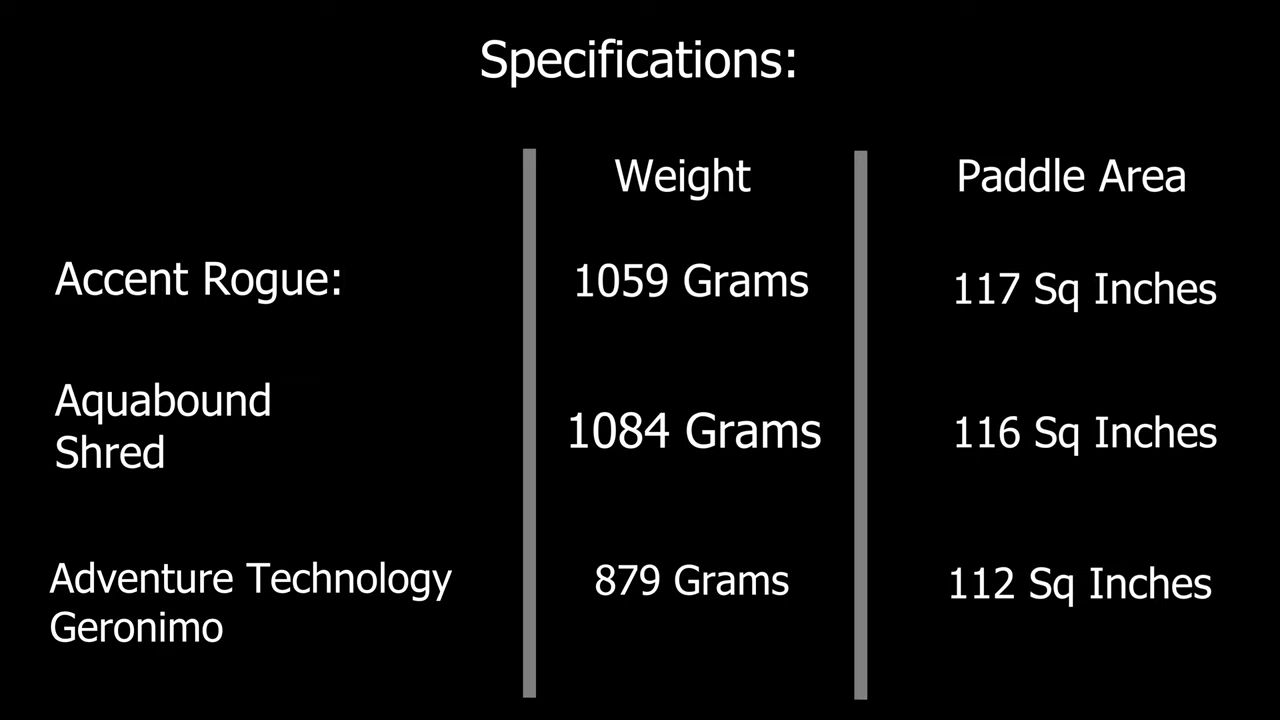 Specifications:
Weight
Paddle Area
Accent Rogue:
1059 Grams
117 Sq Inches
Aquabound
Shred
1084 Grams
116 Sq Inches
Adventure Technology
Geronimo
879 Grams
112 Sq Inches